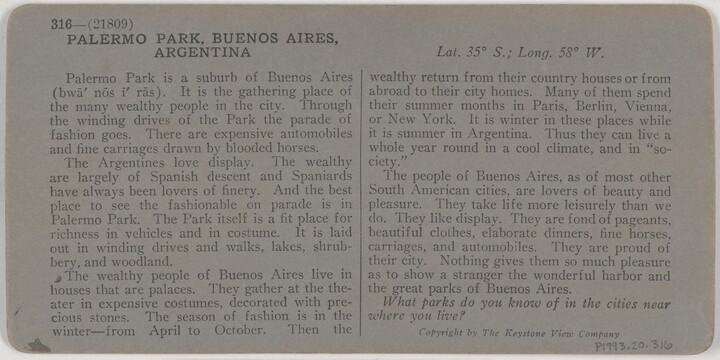 316—(21809)
PALERMO PARK, BUENOS AIRES,
ARGENTINA
Lat. 35° S.; Long. 58° W.
Palermo Park is a suburb of Buenos Aires
(bwā′ nōs ī′ rās). It is the gathering place of
the many wealthy people in the city. Through
the winding drives of the Park the parade of
fashion goes. There are expensive automobiles
and fine carriages drawn by blooded horses.
The Argentines love display. The wealthy
are largely of Spanish descent and Spaniards
have always been lovers of finery. And the best
place to see the fashionable on parade is in
Palermo Park. The Park itself is a fit place for
richness in vehicles and in costume. It is laid
out in winding drives and walks, lakes, shrub-
bery, and woodland.
The wealthy people of Buenos Aires live in
houses that are palaces. They gather at the the-
ater in expensive costumes, decorated with pre-
cious stones. The season of fashion is in the
winter—from April to October. Then the
wealthy return from their country houses or from
abroad to their city homes. Many of them spend
their summer months in Paris, Berlin, Vienna,
or New York. It is winter in these places while
it is summer in Argentina. Thus they can live a
whole year round in a cool climate, and in “so-
ciety.”
The people of Buenos Aires, as of most other
South American cities, are lovers of beauty and
pleasure. They take life more leisurely than we
do. They like display. They are fond of pageants,
beautiful clothes, elaborate dinners, fine horses,
carriages, and automobiles. They are proud of
their city. Nothing gives them so much pleasure
as to show a stranger the wonderful harbor and
the great parks of Buenos Aires.
What parks do you know of in the cities near
where you live?
Copyright by The Keystone View Company
P1993.20.316